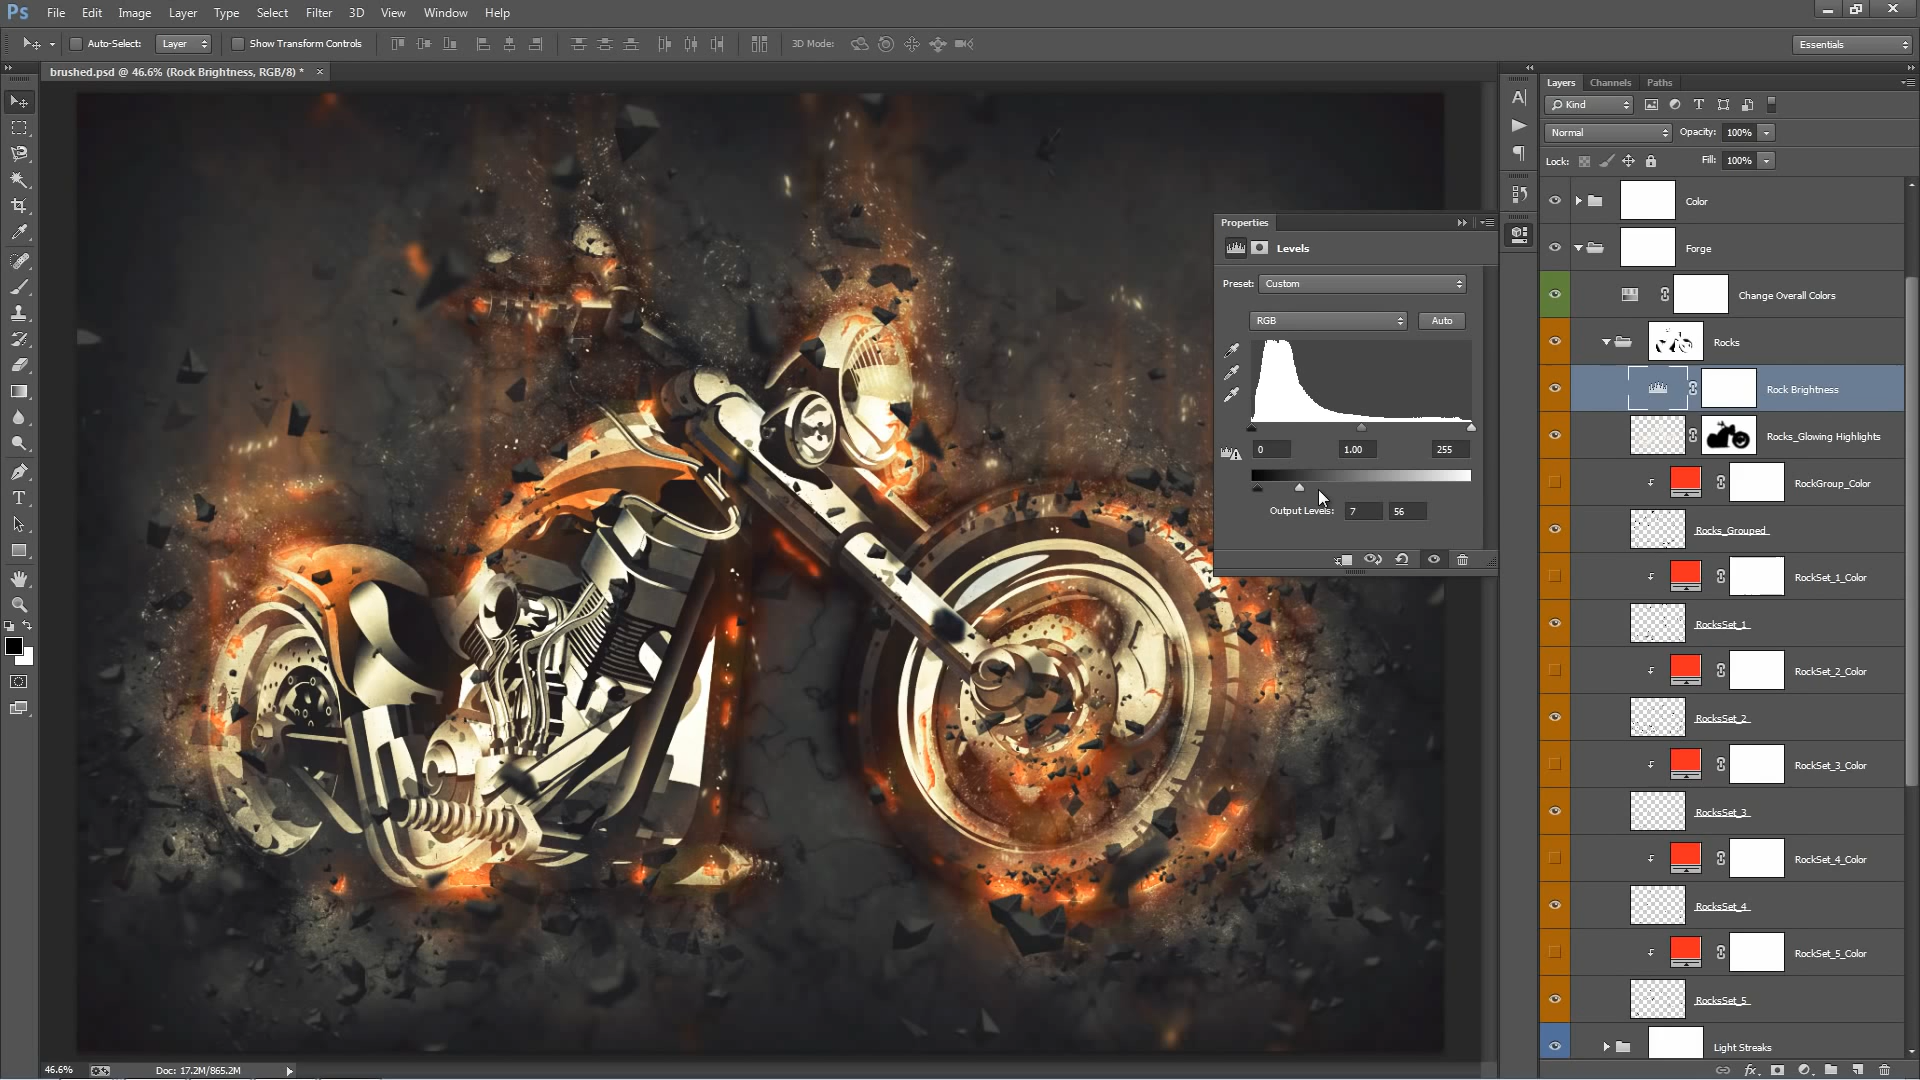 Ps File Edit Image Layer Type Select Filter 3D View Window Help
Auto-Select: Layer Show Transform Controls 3D Mode: Essentials
brushed.psd @ 46.6% (Rock Brightness, RGB/8) * ×
Layers Channels Paths
Kind
Normal Opacity: 100%
Lock: Fill: 100%
Color
Forge
Change Overall Colors
Rocks
Rock Brightness
Rocks_Glowing Highlights
RockGroup_Color
Rocks_Grouped
RockSet_1_Color
RocksSet_1
RockSet_2_Color
RocksSet_2
RockSet_3_Color
RocksSet_3
RockSet_4_Color
RocksSet_4
RockSet_5_Color
RocksSet_5
Light Streaks
Properties
Levels
Preset: Custom
RGB Auto
0 1.00 255
Output Levels: 7 56
46.6% Doc: 17.2M/865.2M